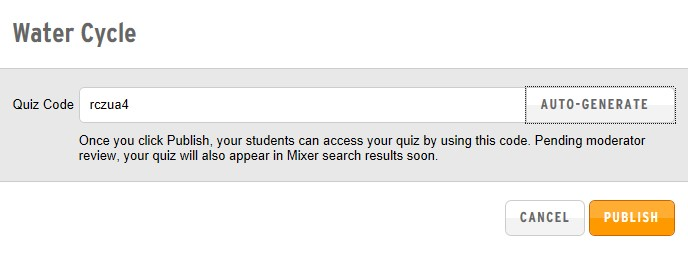 Water Cycle
Quiz Code rczua4 AUTO-GENERATE
Once you click Publish, your students can access your quiz by using this code. Pending moderator
review, your quiz will also appear in Mixer search results soon.
CANCEL PUBLISH